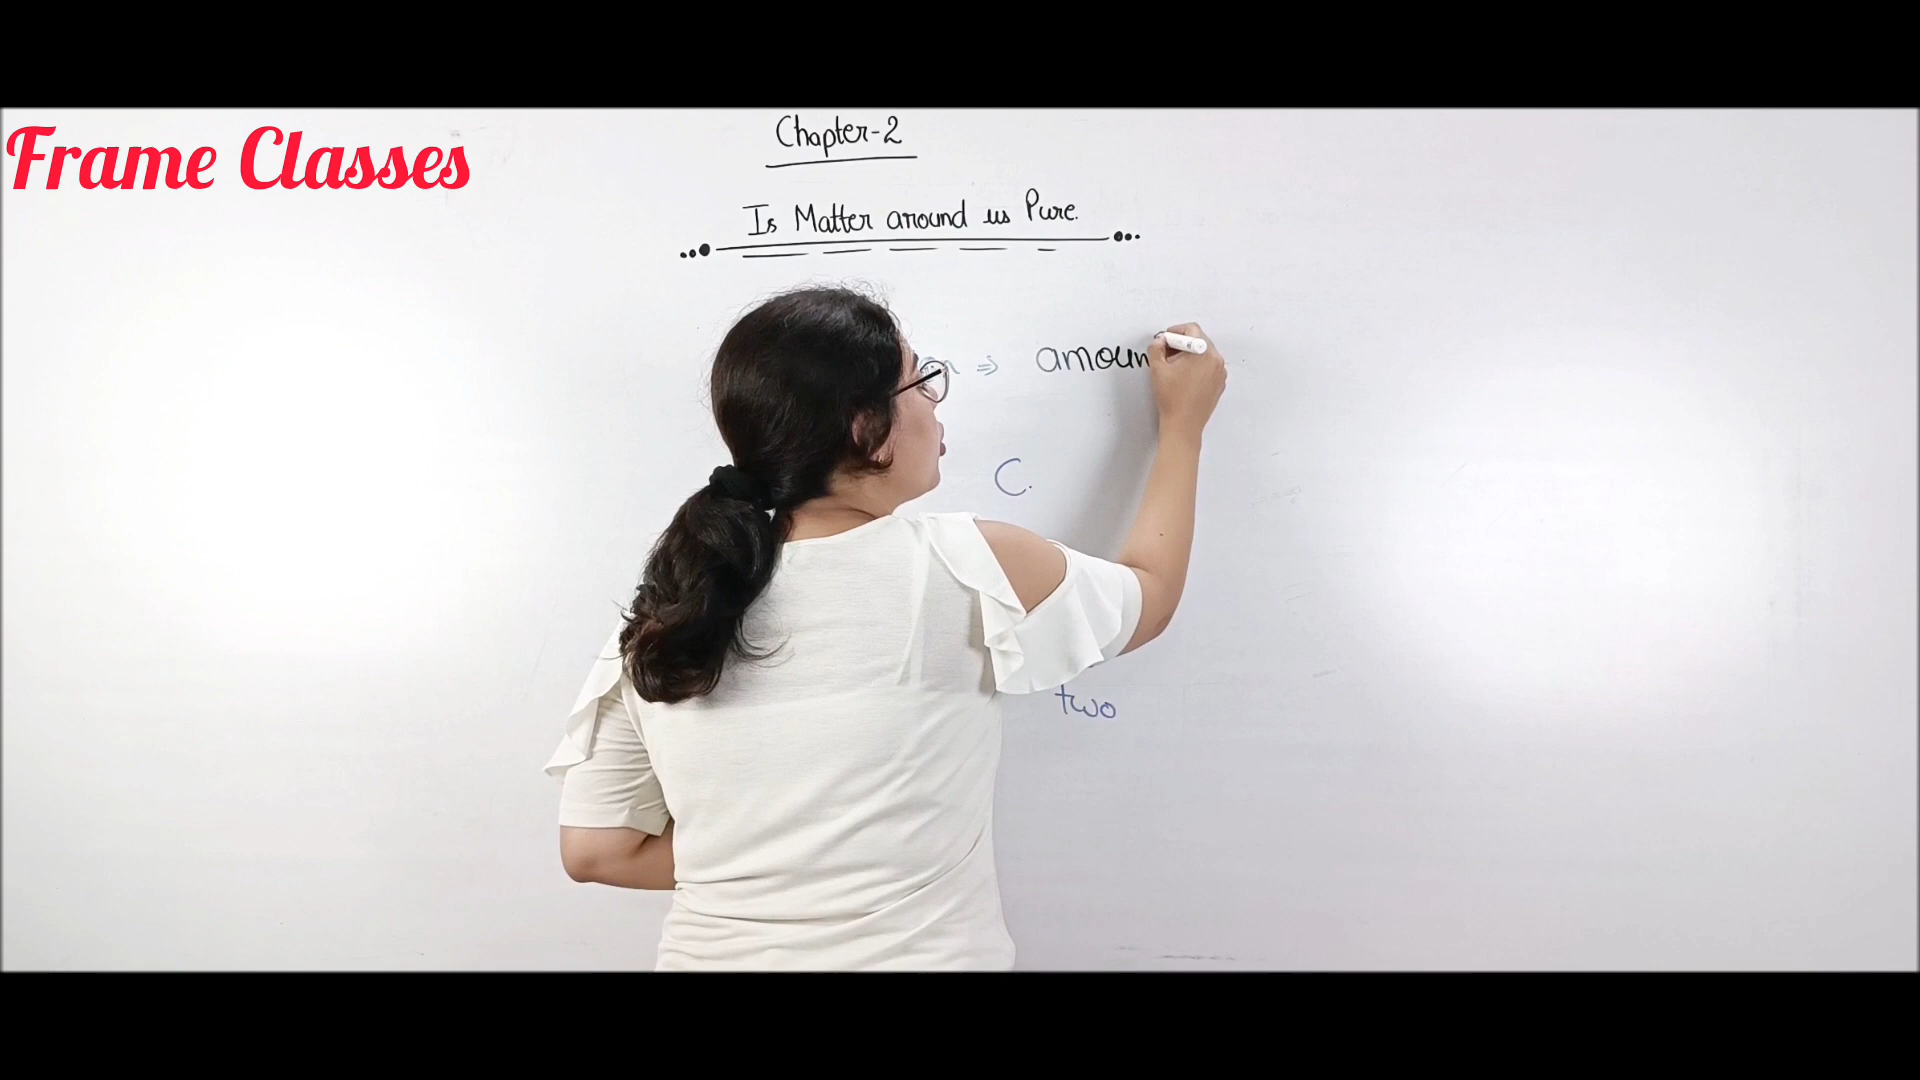 Frame Classes
Chapter-2
Is Matter around us Pure.
⇒ amoun
C.
two